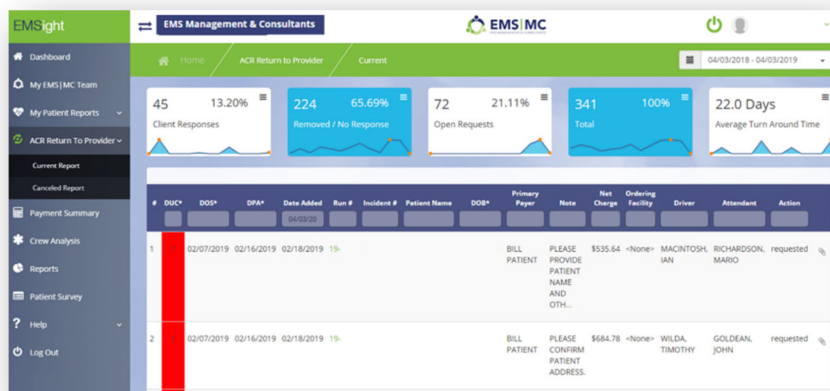 EMSight
EMS Management & Consultants
EMS|MC
Dashboard
My EMS|MC Team
My Patient Reports
ACR Return To Provider
Current Report
Canceled Report
Payment Summary
Crew Analysis
Reports
Patient Survey
Help
Log Out
Home
ACR Return to Provider
Current
04/03/2018 - 04/03/2019
45 13.20%
Client Responses
224 65.69%
Removed / No Response
72 21.11%
Open Requests
341 100%
Total
22.0 Days
Average Turn Around Time
# DUC* DOS* DPA* Date Added Run # Incident # Patient Name DOB* Primary Payer Note Net Charge Ordering Facility Driver Attendant Action
04/03/20
1 02/07/2019 02/16/2019 02/18/2019 19- BILL PLEASE $535.64 <None> MACINTOSH, RICHARDSON, requested
PATIENT PROVIDE IAN MARIO
PATIENT
NAME
AND
OTH...
2 02/07/2019 02/16/2019 02/18/2019 19- BILL PLEASE $684.78 <None> WILDA, GOLDEAN, requested
PATIENT CONFIRM TIMOTHY JOHN
PATIENT
ADDRESS.